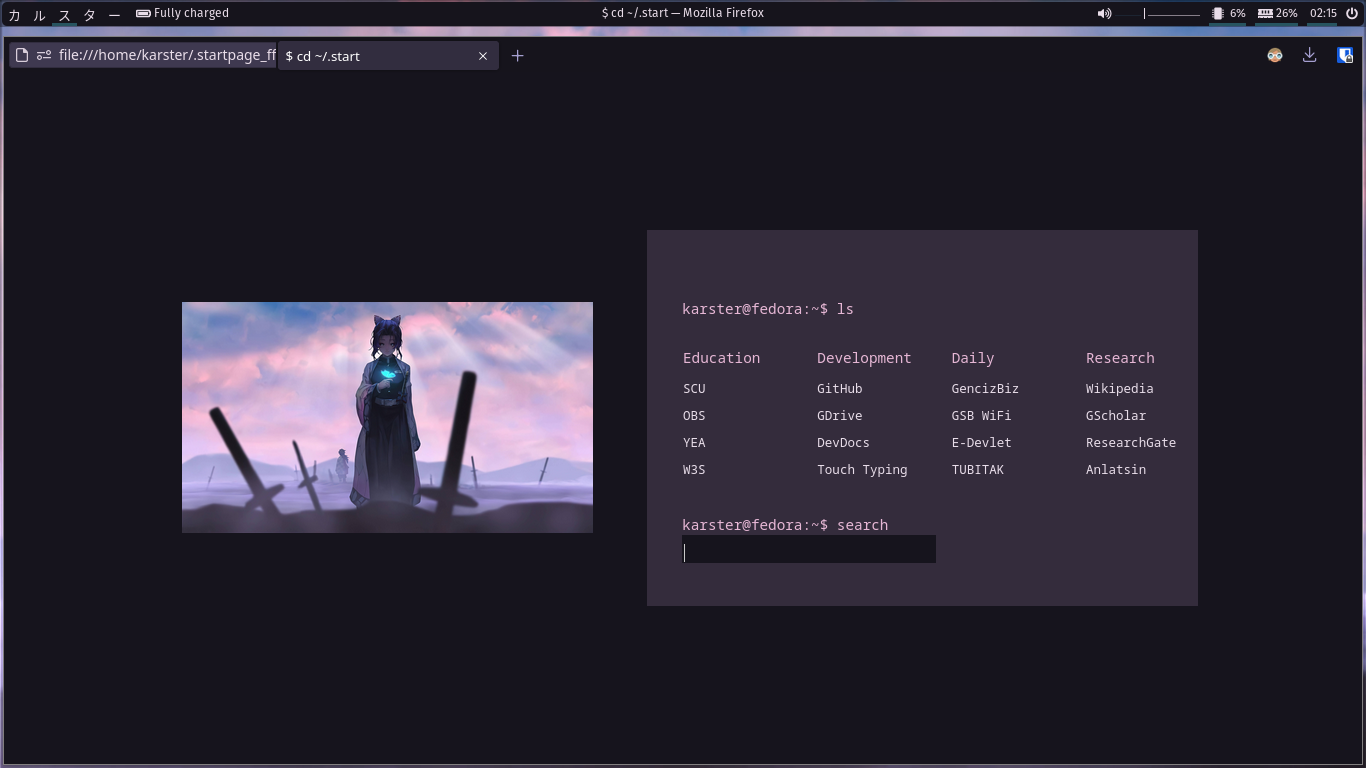 カ ル ス タ ー Fully charged $ cd ~/.start — Mozilla Firefox 6% 26% 02:15
file:///home/karster/.startpage_ff $ cd ~/.start
karster@fedora:~$ ls
Education Development Daily Research
SCU GitHub GencizBiz Wikipedia
OBS GDrive GSB WiFi GScholar
YEA DevDocs E-Devlet ResearchGate
W3S Touch Typing TUBITAK Anlatsin
karster@fedora:~$ search